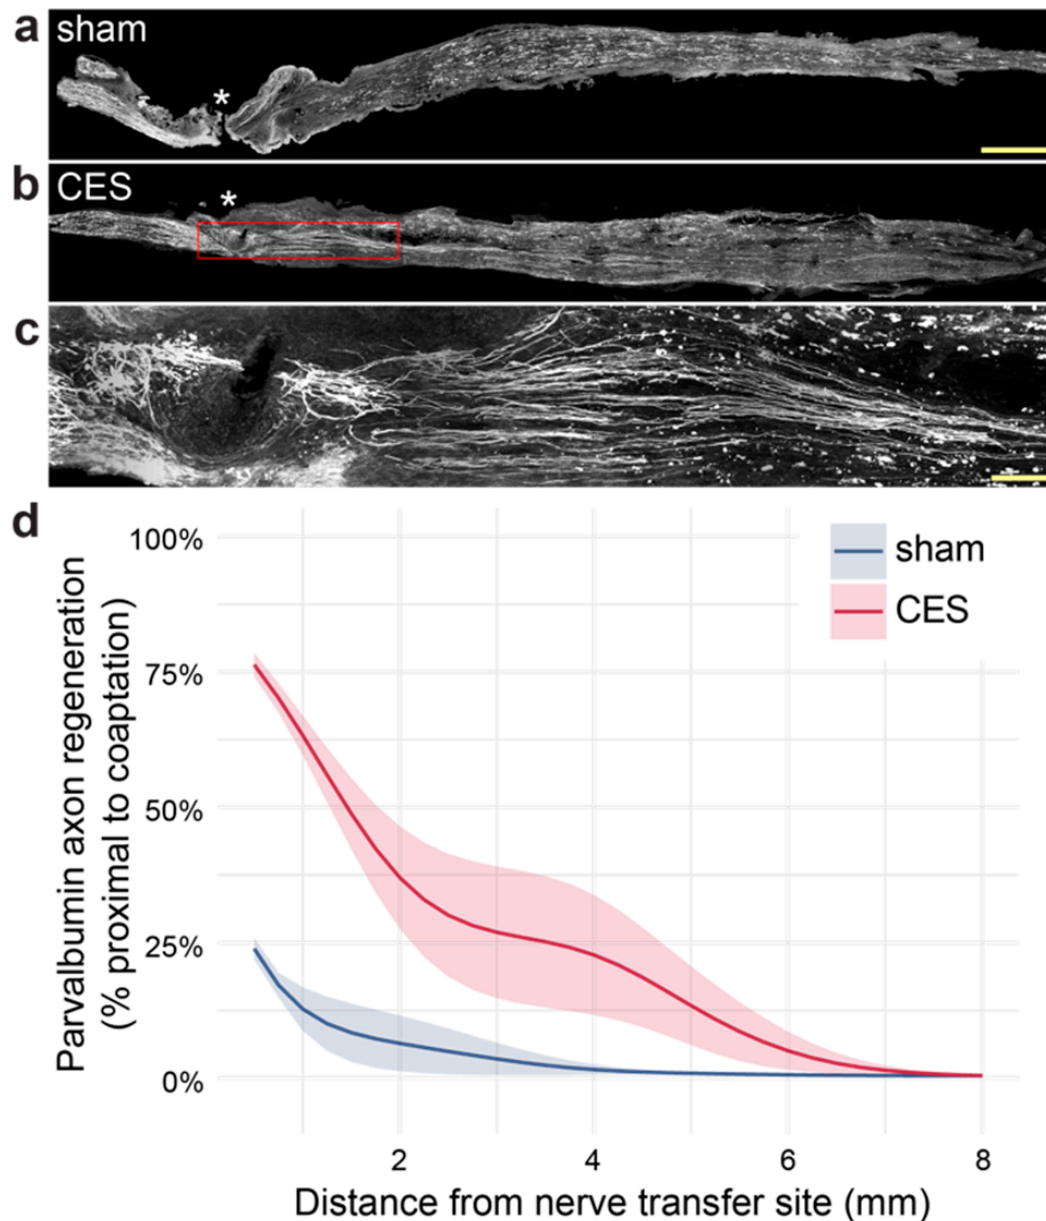 a sham
*
b CES
*
c
d
sham
CES
Parvalbumin axon regeneration
(% proximal to coaptation)
100%
75%
50%
25%
0%
2 4 6 8
Distance from nerve transfer site (mm)